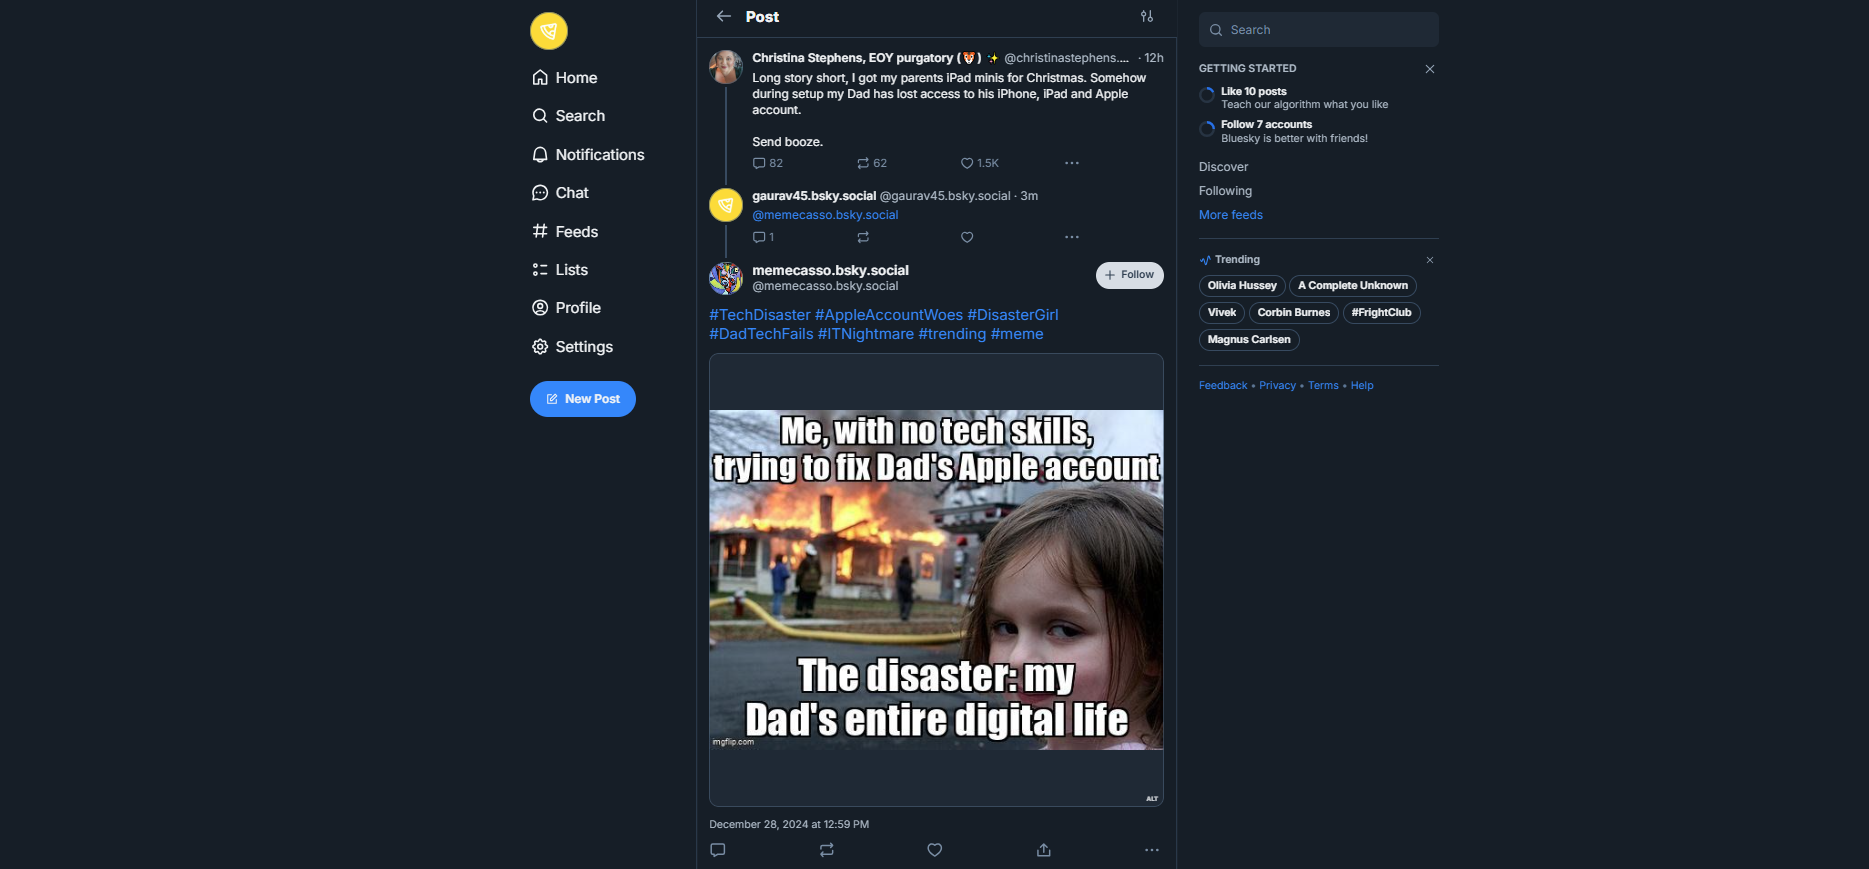 Home
Search
Notifications
Chat
Feeds
Lists
Profile
Settings
New Post
Post
Christina Stephens, EOY purgatory (🐯) ✨ @christinastephens.... · 12h
Long story short, I got my parents iPad minis for Christmas. Somehow
during setup my Dad has lost access to his iPhone, iPad and Apple
account.
Send booze.
82 62 1.5K
gaurav45.bsky.social @gaurav45.bsky.social · 3m
@memecasso.bsky.social
1
memecasso.bsky.social
@memecasso.bsky.social
+ Follow
#TechDisaster #AppleAccountWoes #DisasterGirl
#DadTechFails #ITNightmare #trending #meme
Me, with no tech skills,
trying to fix Dad's Apple account
The disaster: my
Dad's entire digital life
imgflip.com
ALT
December 28, 2024 at 12:59 PM
Search
GETTING STARTED
Like 10 posts
Teach our algorithm what you like
Follow 7 accounts
Bluesky is better with friends!
Discover
Following
More feeds
Trending
Olivia Hussey A Complete Unknown
Vivek Corbin Burnes #FrightClub
Magnus Carlsen
Feedback • Privacy • Terms • Help